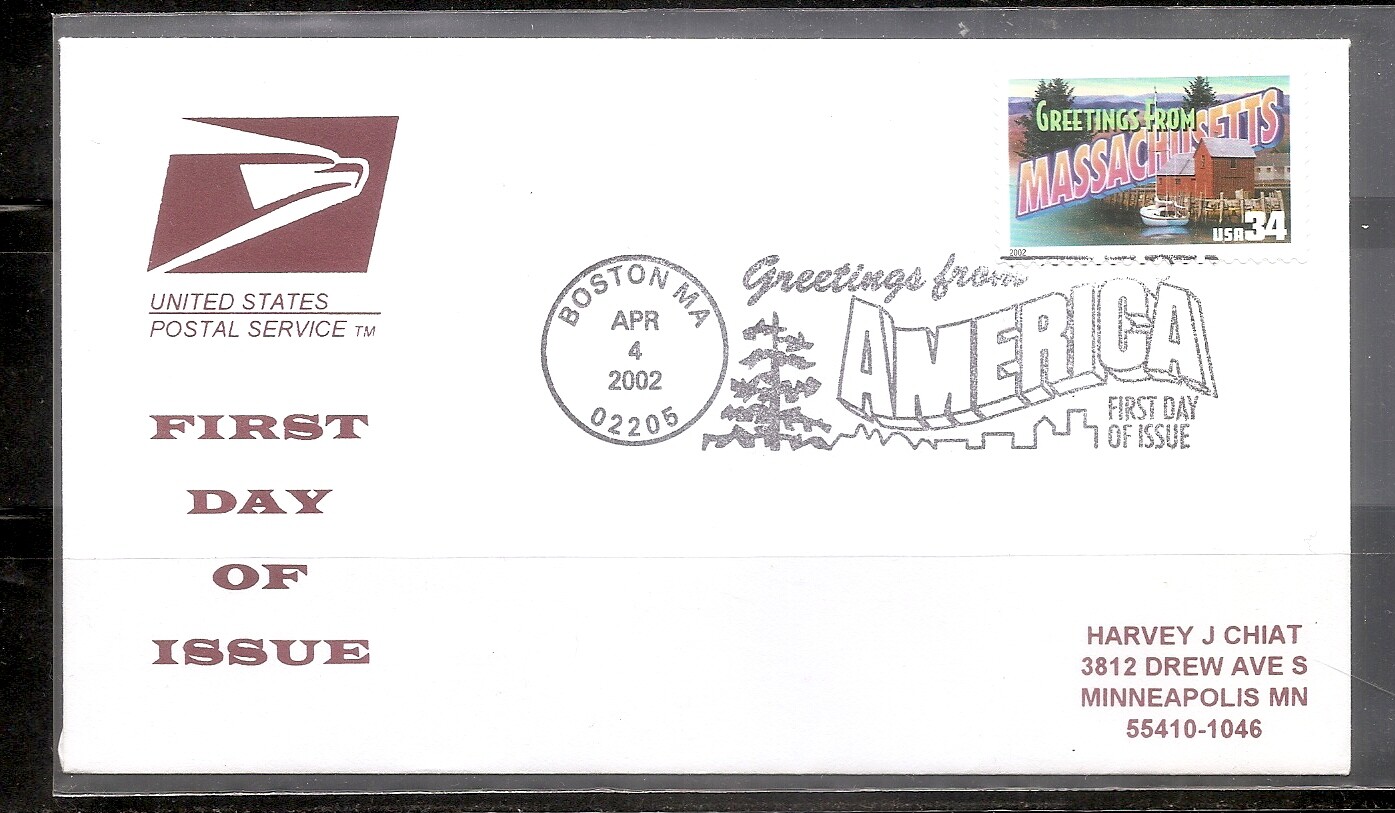 UNITED STATES
POSTAL SERVICE TM
FIRST
DAY
OF
ISSUE
GREETINGS FROM
MASSACHUSETTS
USA 34
2002
BOSTON MA
APR
4
2002
02205
Greetings from
AMERICA
FIRST DAY
OF ISSUE
HARVEY J CHIAT
3812 DREW AVE S
MINNEAPOLIS MN
55410-1046